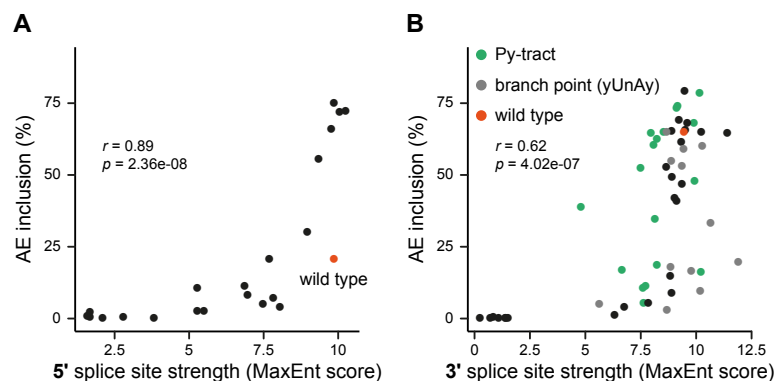 A
AE inclusion (%)
75
50
25
0
r = 0.89
p = 2.36e-08
wild type
2.5
5.0
7.5
10
5' splice site strength (MaxEnt score)
B
Py-tract
branch point (yUnAy)
wild type
AE inclusion (%)
75
50
25
0
r = 0.62
p = 4.02e-07
0
2.5
5.0
7.5
10
12.5
3' splice site strength (MaxEnt score)